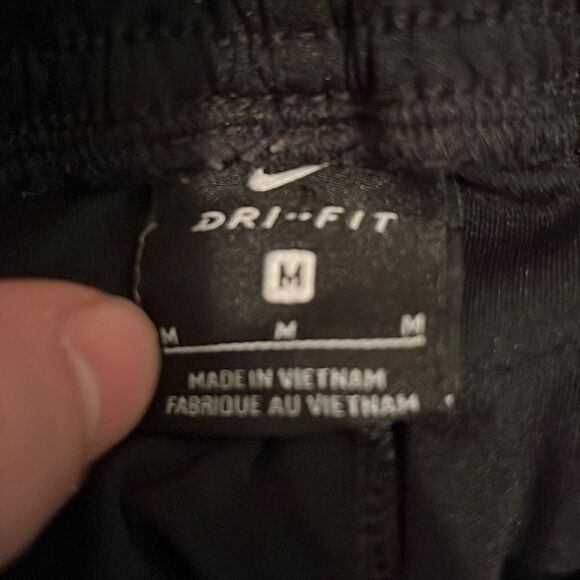 DRI-FIT
M
M M M
MADE IN VIETNAM
FABRIQUE AU VIETNAM